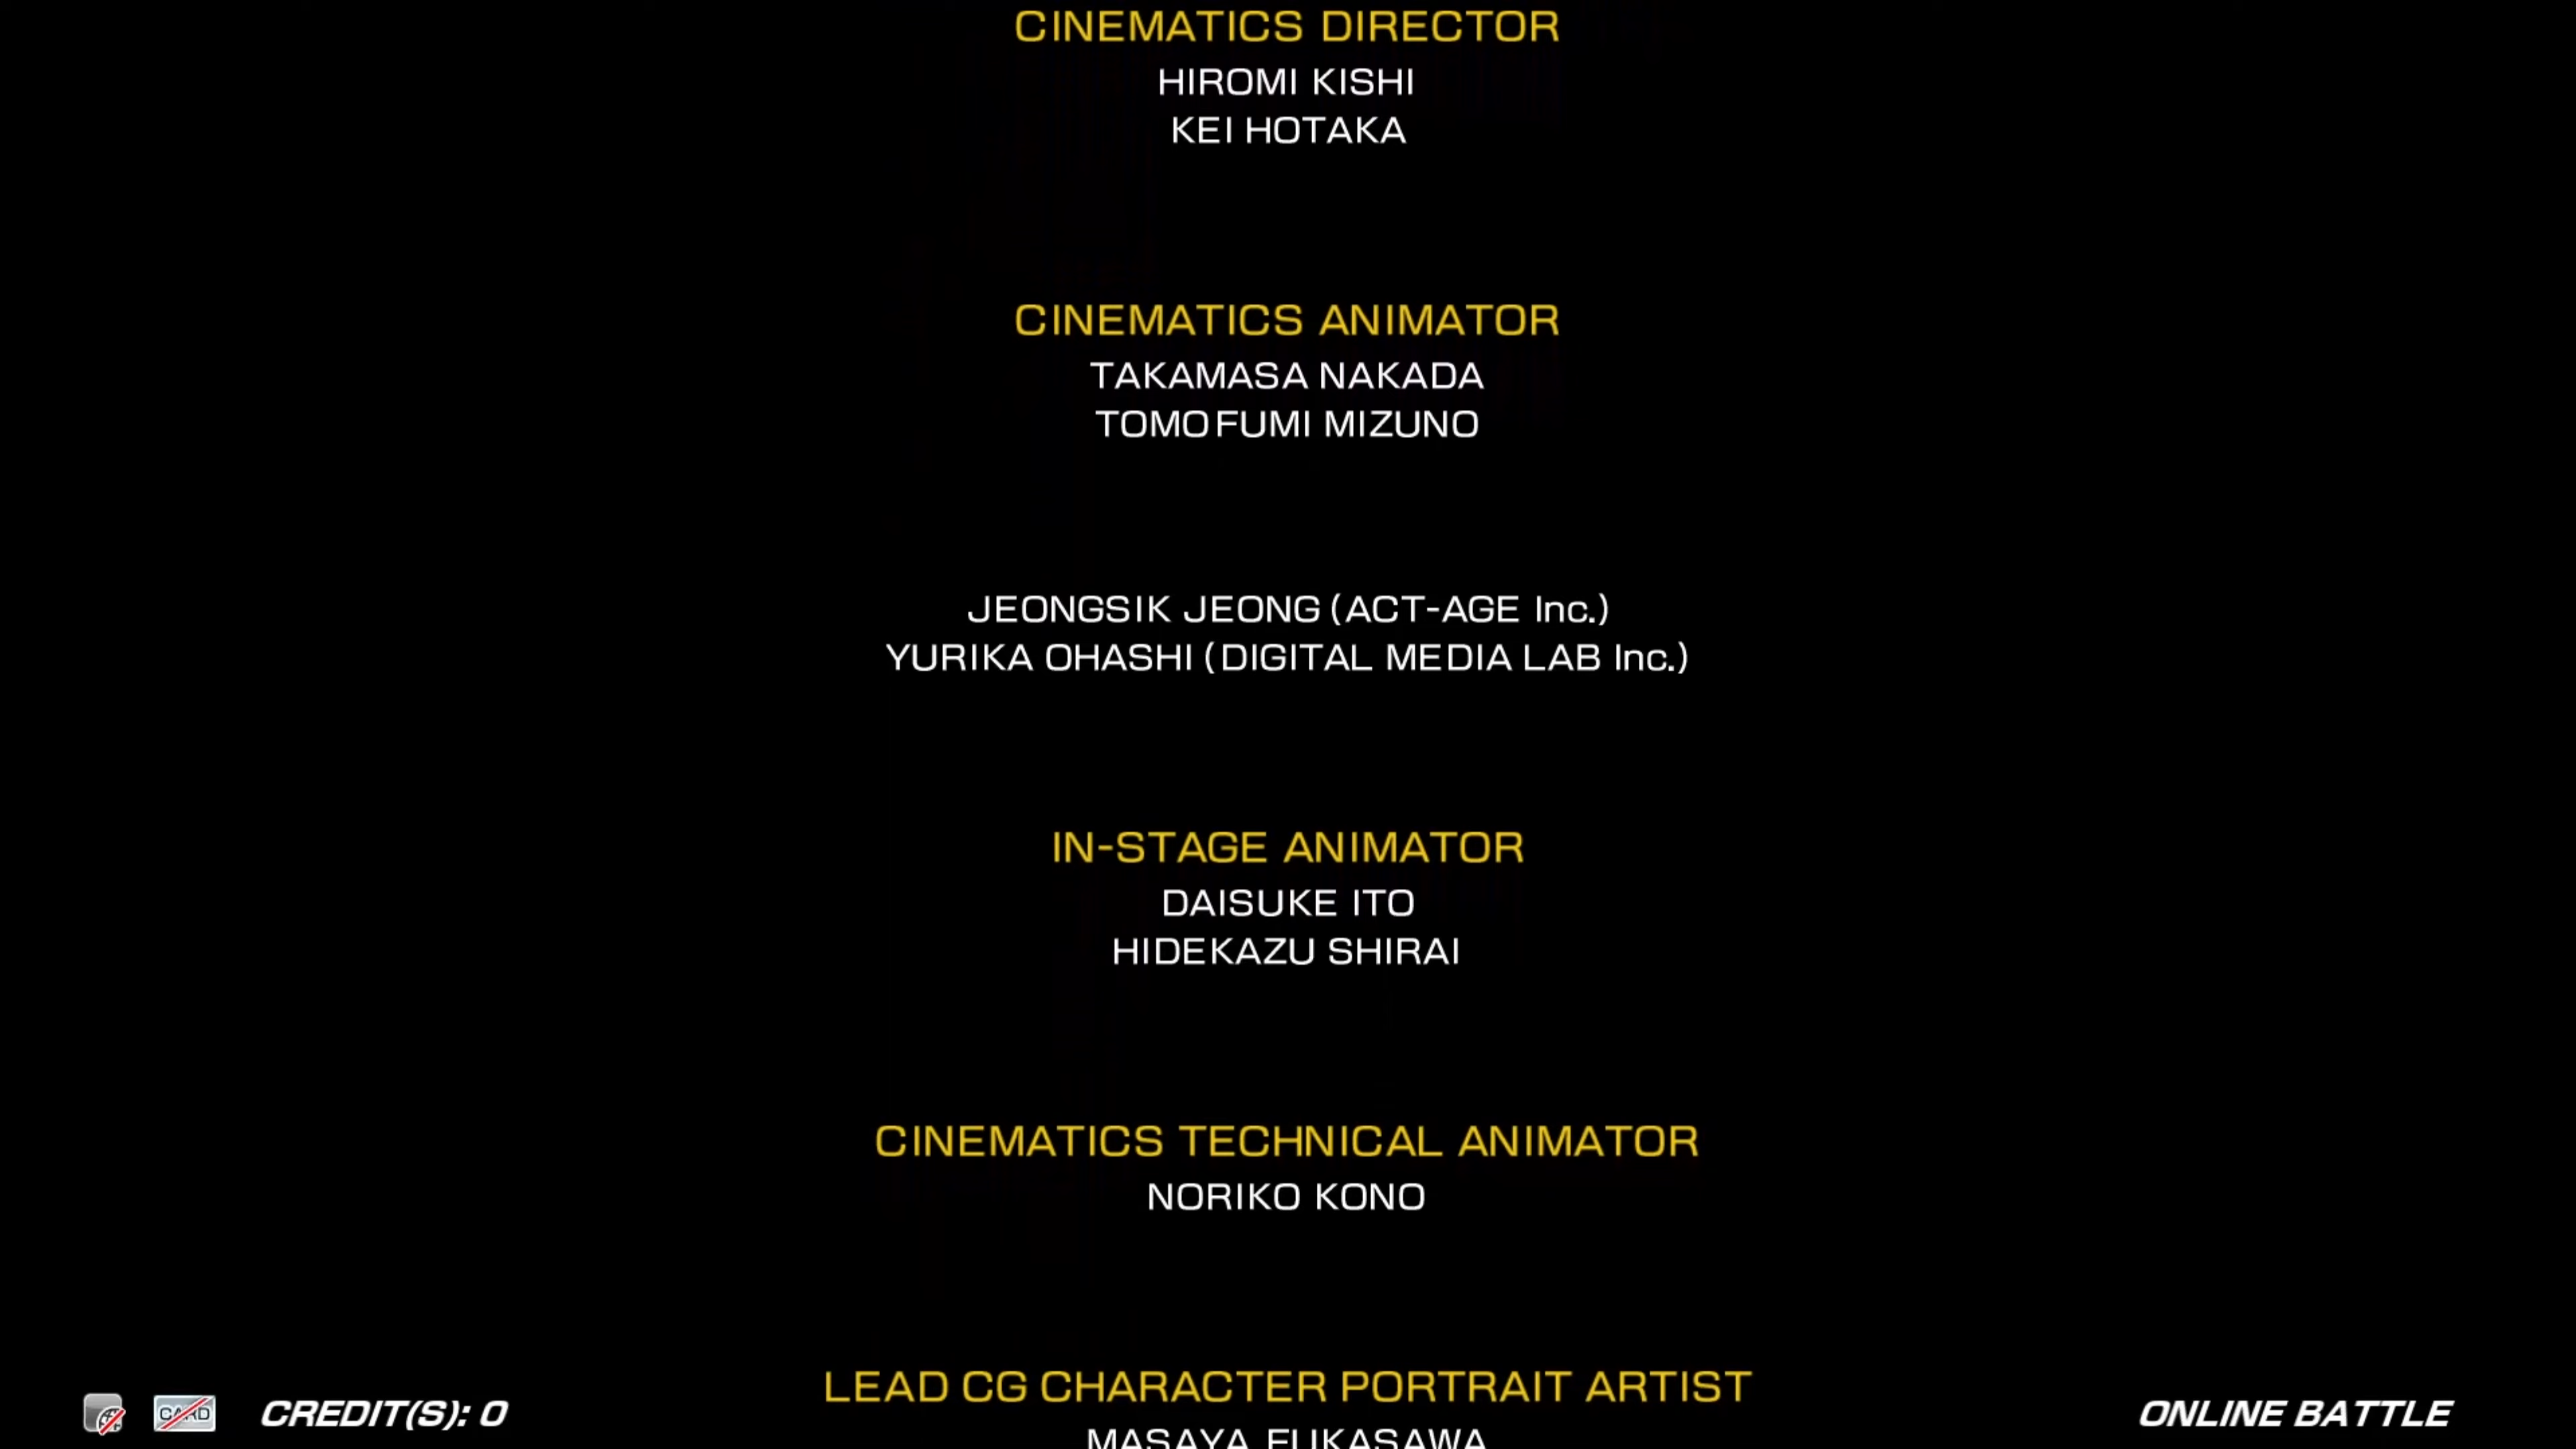 CINEMATICS DIRECTOR
HIROMI KISHI
KEI HOTAKA
CINEMATICS ANIMATOR
TAKAMASA NAKADA
TOMOFUMI MIZUNO
JEONGSIK JEONG (ACT-AGE Inc.)
YURIKA OHASHI (DIGITAL MEDIA LAB Inc.)
IN-STAGE ANIMATOR
DAISUKE ITO
HIDEKAZU SHIRAI
CINEMATICS TECHNICAL ANIMATOR
NORIKO KONO
LEAD CG CHARACTER PORTRAIT ARTIST
MASAYA FUKASAWA
CARD CREDIT(S): 0
ONLINE BATTLE